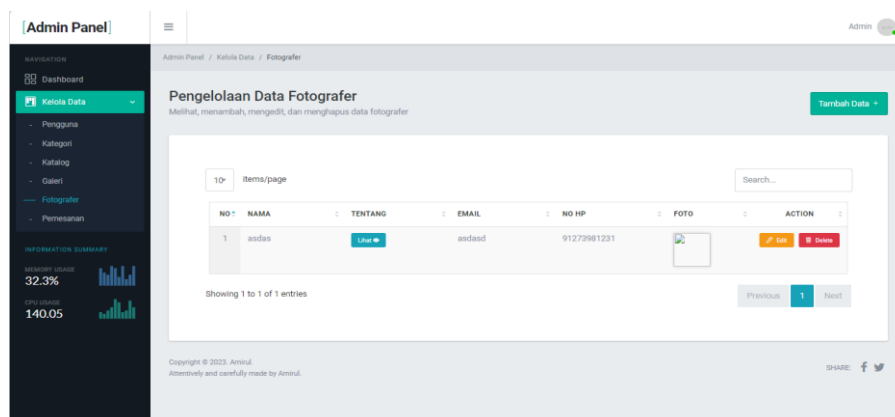 [Admin Panel]
Admin
NAVIGATION
Dashboard
Kelola Data
- Pengguna
- Kategori
- Katalog
- Galeri
Fotografer
- Pemesanan
INFORMATION SUMMARY
MEMORY USAGE
32.3%
CPU USAGE
140.05
Admin Panel / Kelola Data / Fotografer
Pengelolaan Data Fotografer
Melihat, menambah, mengedit, dan menghapus data fotografer
Tambah Data +
10 items/page
Search...
NO NAMA TENTANG EMAIL NO HP FOTO ACTION
1 asdas Lihat asdasd 91273981231 Edit Delete
Showing 1 to 1 of 1 entries
Previous 1 Next
Copyright © 2023. Amirul.
Attentively and carefully made by Amirul.
SHARE: